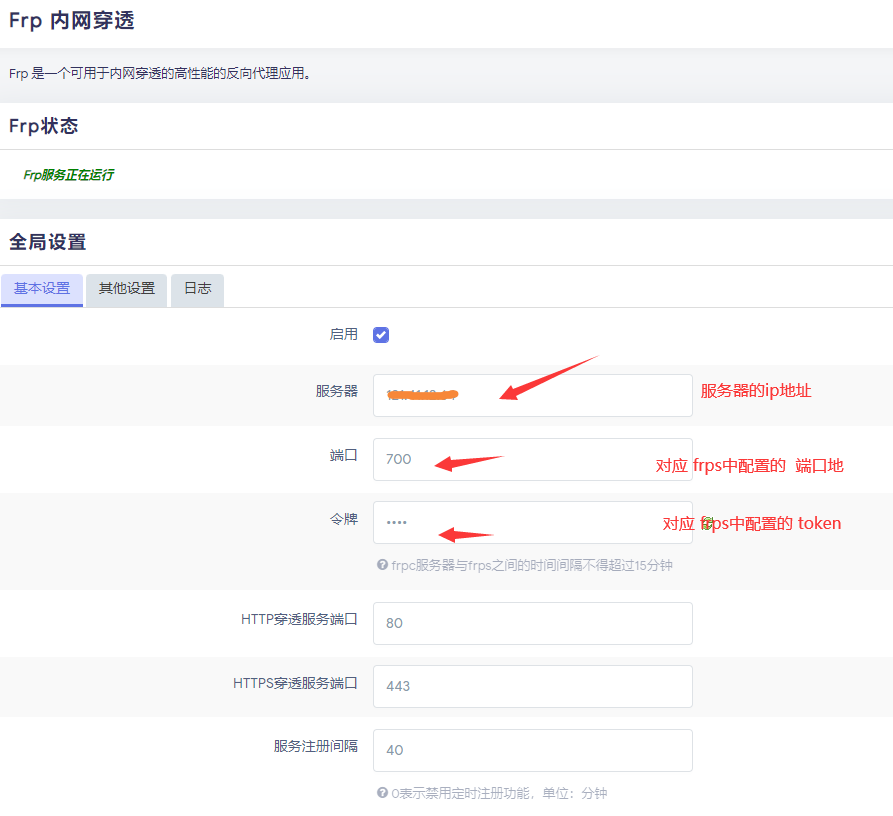 Frp 内网穿透
Frp 是一个可用于内网穿透的高性能的反向代理应用。
Frp状态
Frp服务正在运行
全局设置
基本设置 其他设置 日志
启用
服务器 服务器的ip地址
端口 700 对应 frps中配置的 端口地
令牌 •••• 对应 frps中配置的 token
frpc服务器与frps之间的时间间隔不得超过15分钟
HTTP穿透服务端口 80
HTTPS穿透服务端口 443
服务注册间隔 40
0表示禁用定时注册功能，单位：分钟